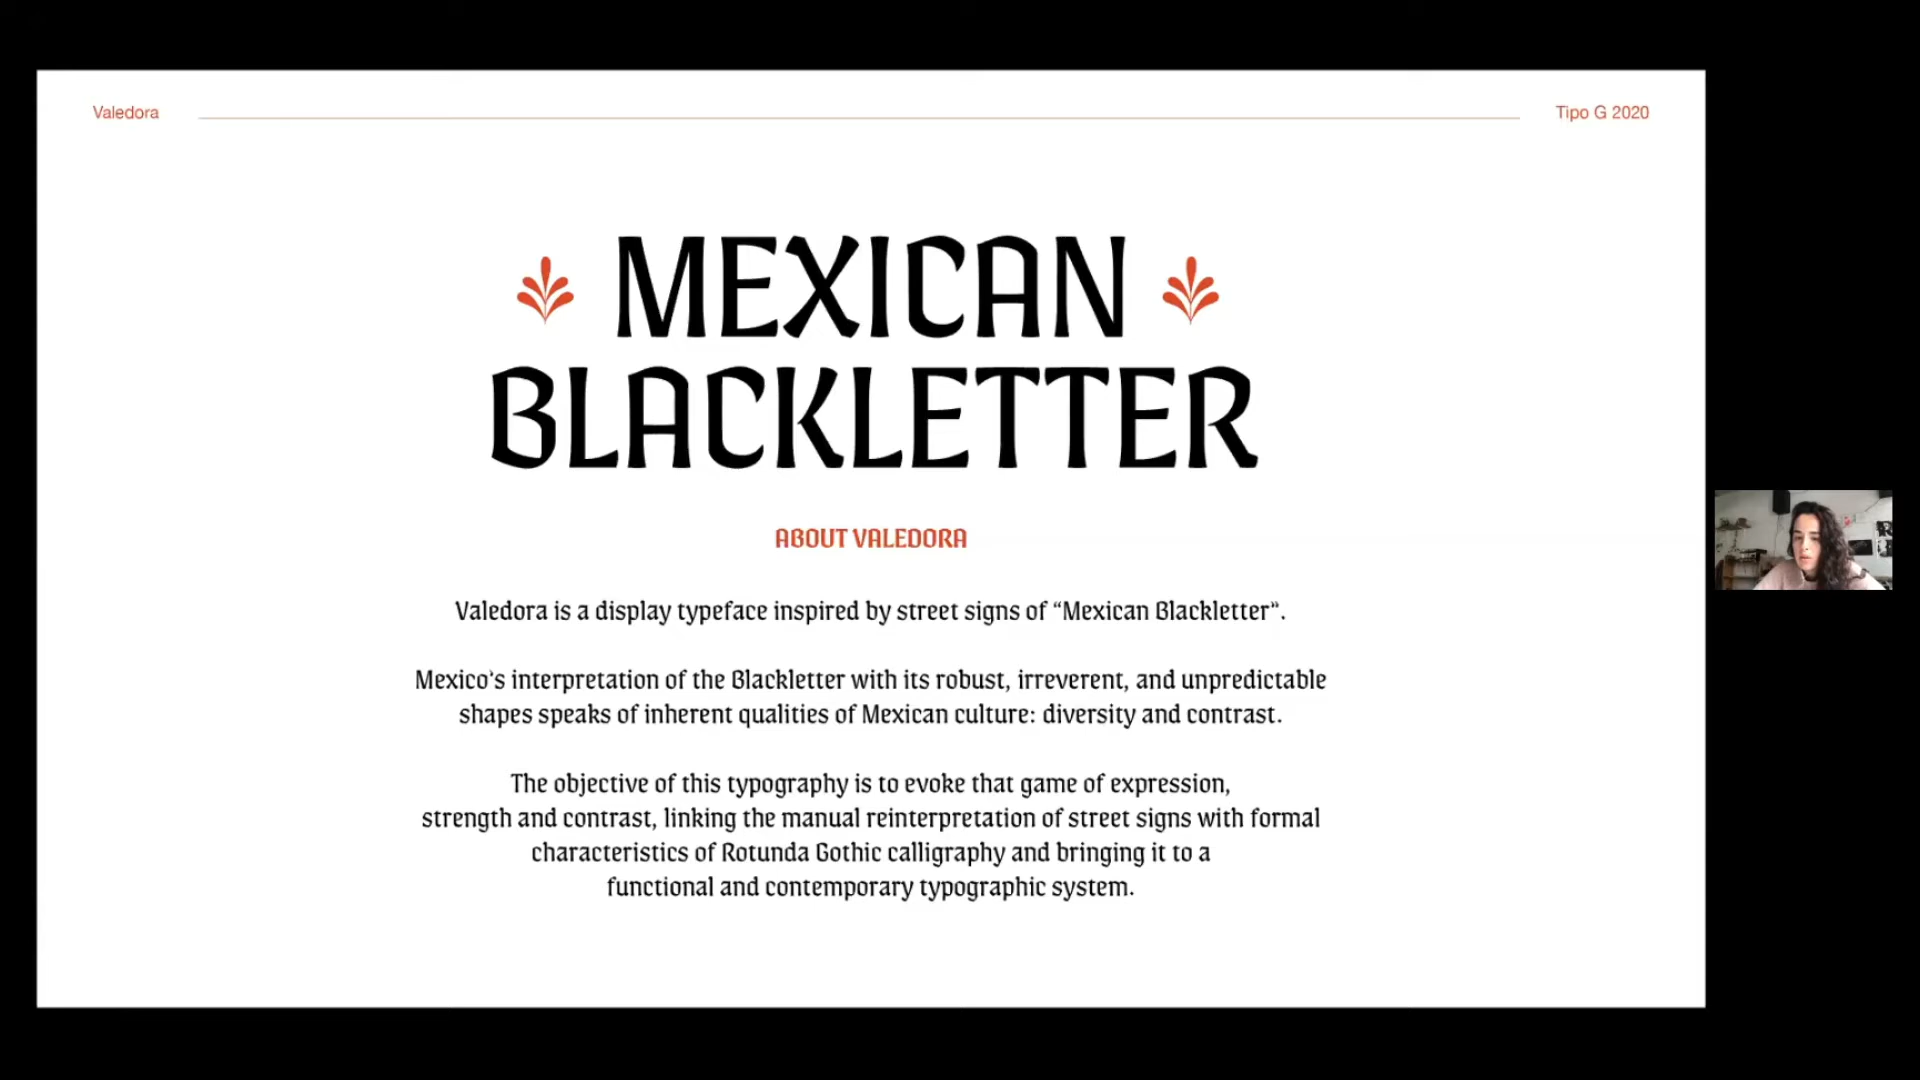 Valedora
Tipo G 2020
MEXICAN
BLACKLETTER
ABOUT VALEDORA
Valedora is a display typeface inspired by street signs of “Mexican Blackletter”.
Mexico’s interpretation of the Blackletter with its robust, irreverent, and unpredictable
shapes speaks of inherent qualities of Mexican culture: diversity and contrast.
The objective of this typography is to evoke that game of expression,
strength and contrast, linking the manual reinterpretation of street signs with formal
characteristics of Rotunda Gothic calligraphy and bringing it to a
functional and contemporary typographic system.